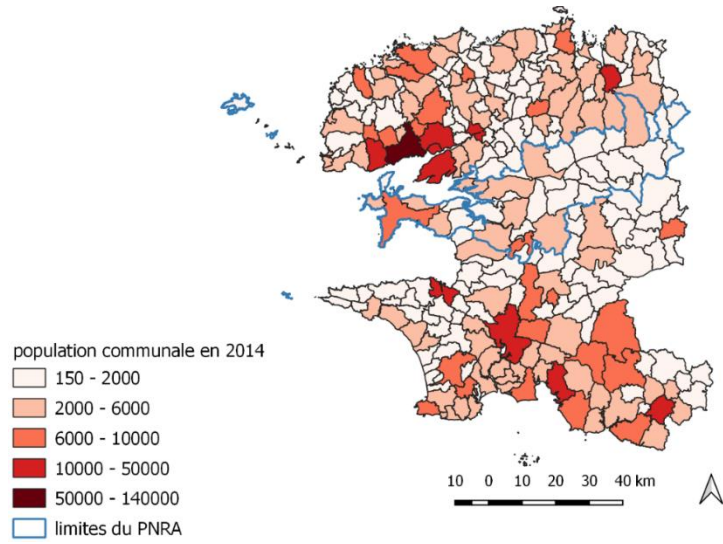 population communale en 2014
150 - 2000
2000 - 6000
6000 - 10000
10000 - 50000
50000 - 140000
limites du PNRA
10 0 10 20 30 40 km